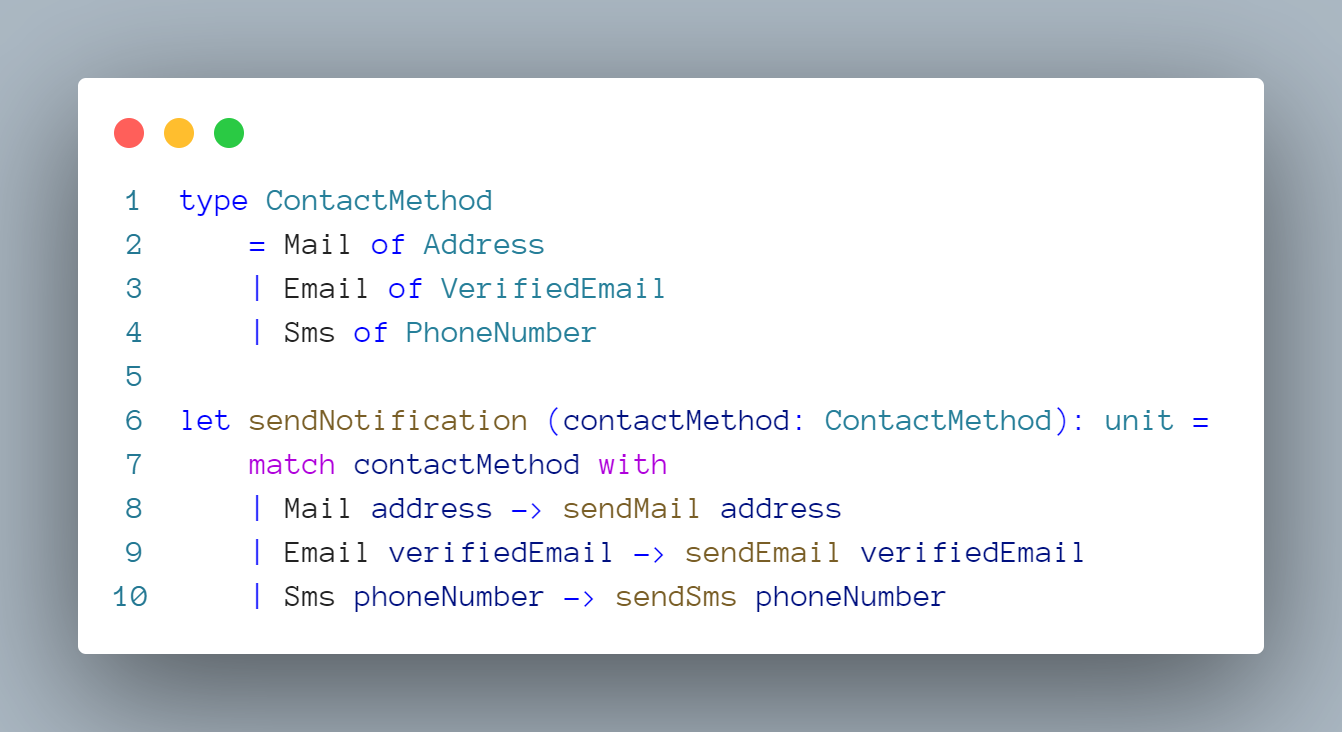 1 type ContactMethod
2     = Mail of Address
3     | Email of VerifiedEmail
4     | Sms of PhoneNumber
5
6 let sendNotification (contactMethod: ContactMethod): unit =
7     match contactMethod with
8     | Mail address -> sendMail address
9     | Email verifiedEmail -> sendEmail verifiedEmail
10     | Sms phoneNumber -> sendSms phoneNumber